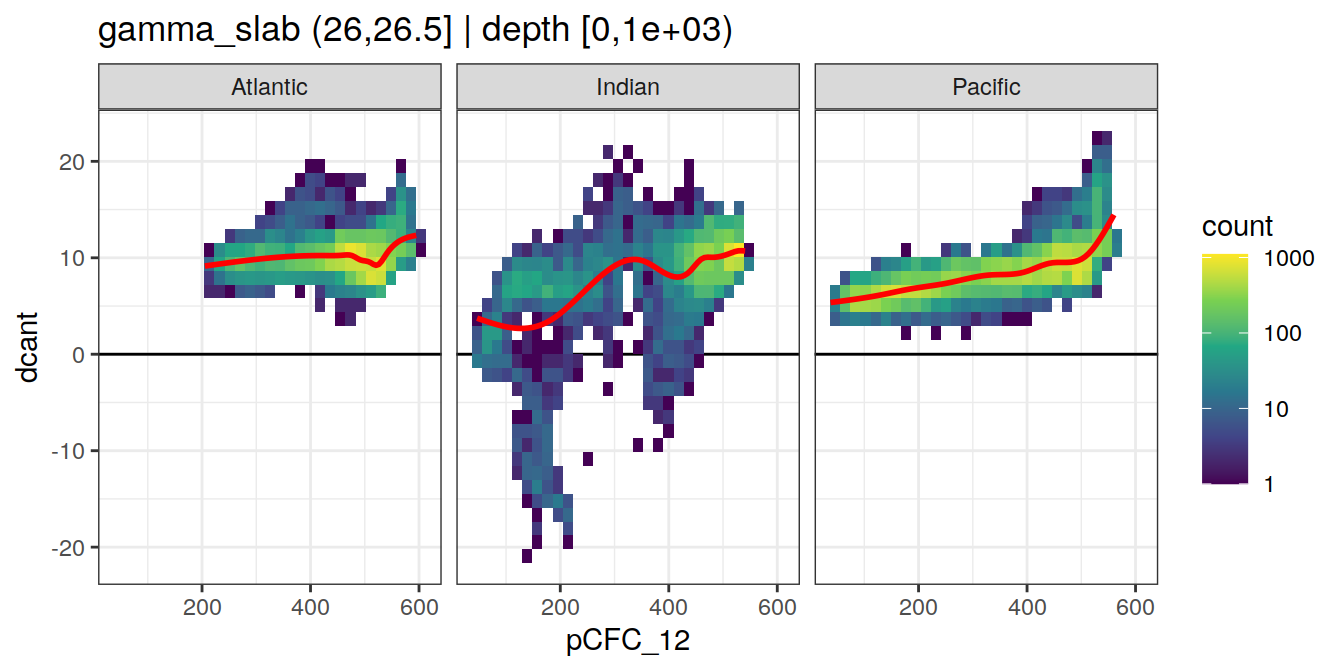 gamma_slab (26,26.5] | depth [0,1e+03)
Atlantic
Indian
Pacific
dcant
20
10
0
-10
-20
200 400 600
200 400 600
200 400 600
pCFC_12
count
1000
100
10
1